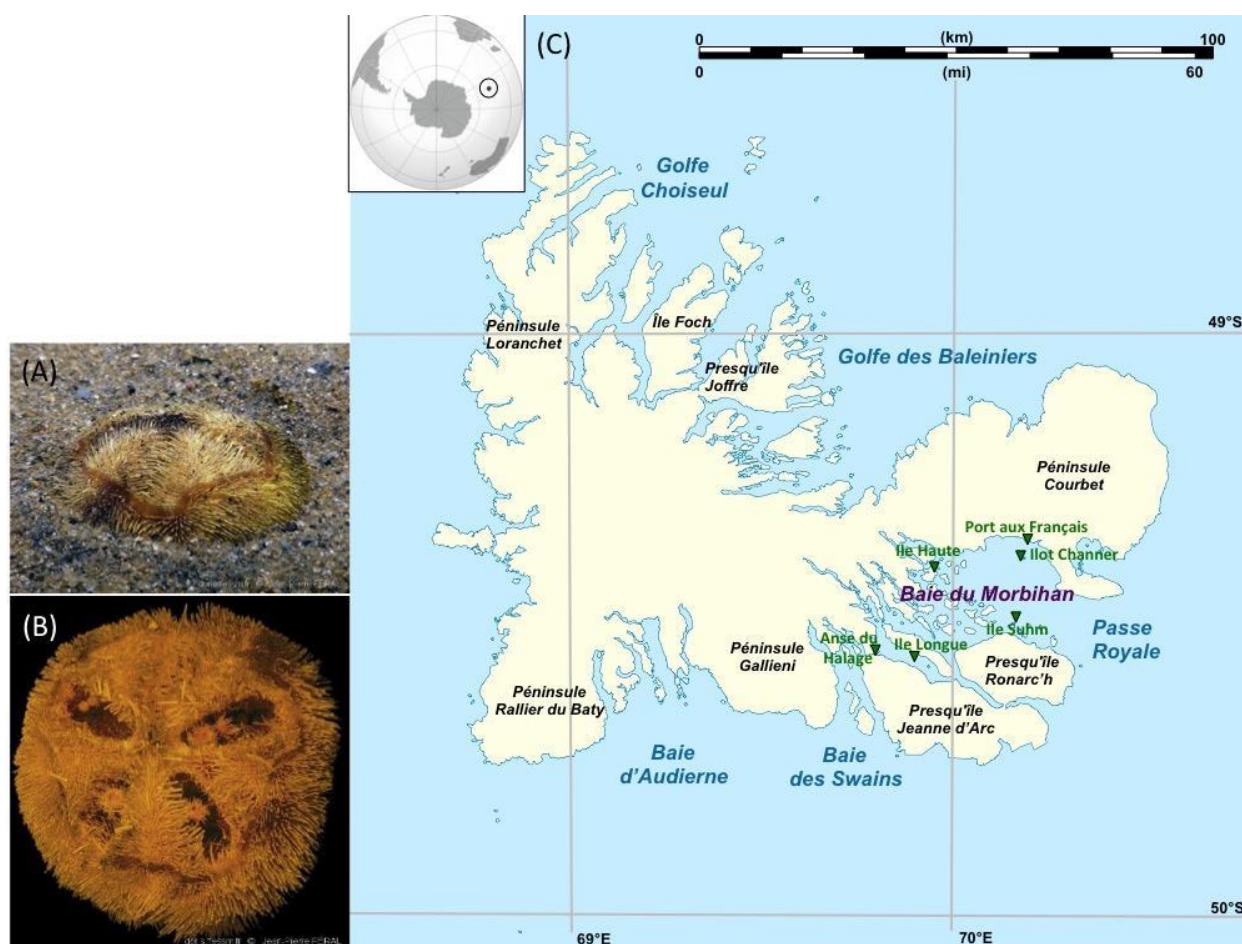 (C)
0 (km) 100
0 (mi) 60
Golfe
Choiseul
Péninsule
Loranchet
Île Foch
49°S
Presqu'île
Joffre
Golfe des Baleiniers
(A)
Péninsule
Courbet
Port aux Français
Ile Haute
Ilot Channer
Baie du Morbihan
(B)
Ile Suhm
Passe
Royale
Anse du
Halage
Ile Longue
Péninsule
Gallieni
Presqu'île
Ronarc'h
Péninsule
Rallier du Baty
Presqu'île
Jeanne d'Arc
Baie
d'Audierne
Baie
des Swains
50°S
© Jean-Pierre FÉRAL
69°E
70°E